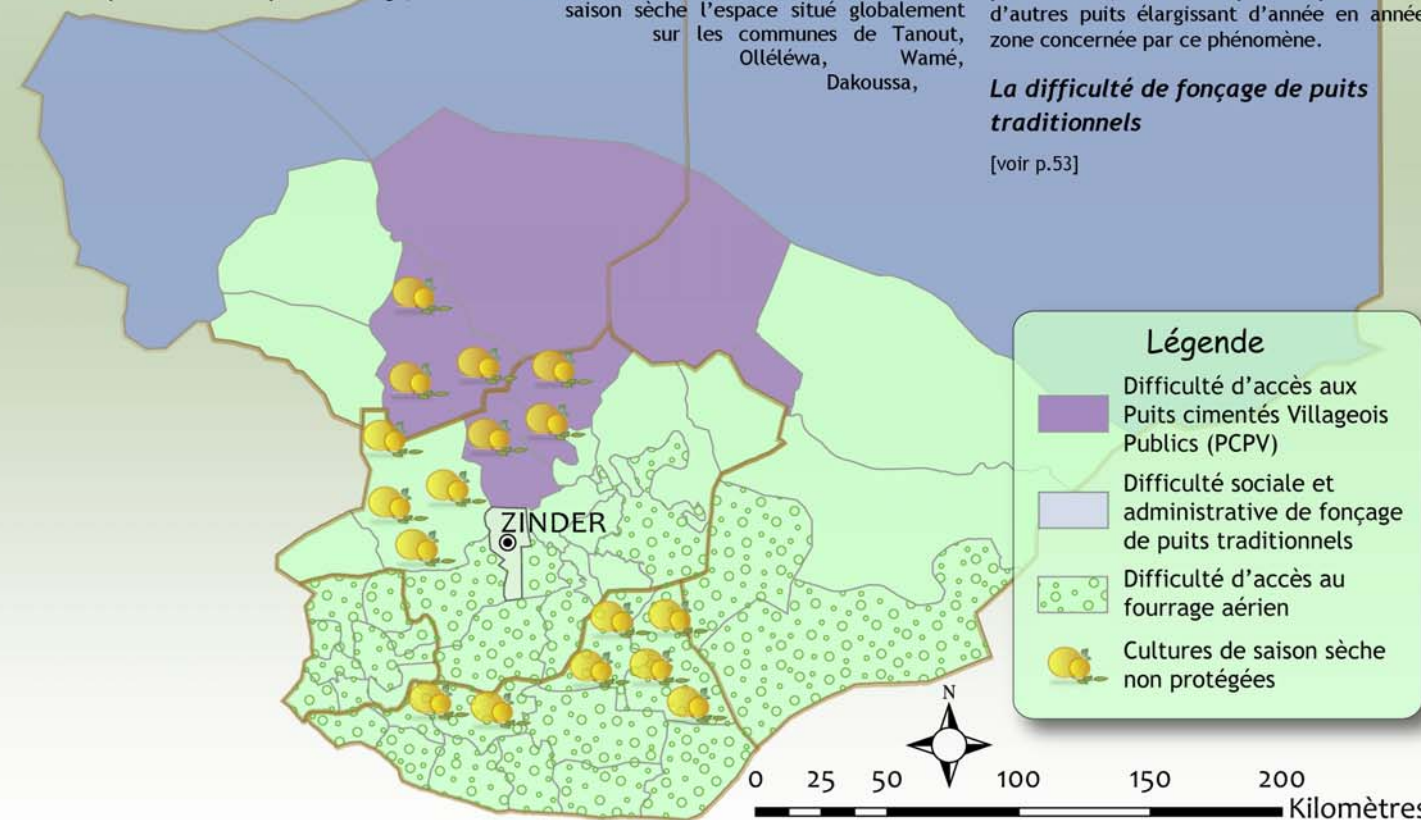 saison sèche l'espace situé globalement
sur les communes de Tanout,
Olléléwa, Wamé,
Dakoussa,
d'autres puits élargissant d'année en année
zone concernée par ce phénomène.
La difficulté de fonçage de puits
traditionnels
[voir p.53]
Légende
Difficulté d'accès aux
Puits cimentés Villageois
Publics (PCPV)
Difficulté sociale et
administrative de fonçage
de puits traditionnels
Difficulté d'accès au
fourrage aérien
Cultures de saison sèche
non protégées
ZINDER
N
0 25 50 100 150 200
Kilomètres